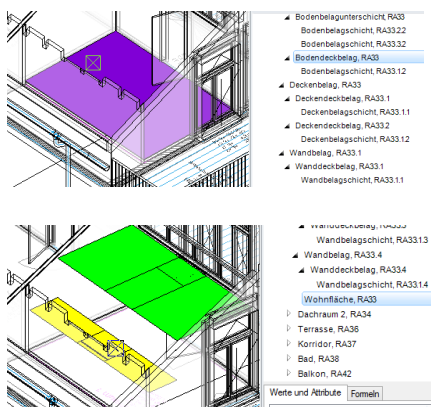 Bodenbelagunterschicht, RA33
Bodenbelagschicht, RA33.2.2
Bodenbelagschicht, RA33.3.2
Bodendeckbelag, RA33
Bodenbelagschicht, RA33.1.2
Deckenbelag, RA33
Deckendeckbelag, RA33.1
Deckenbelagschicht, RA33.1.1
Deckendeckbelag, RA33.2
Deckenbelagschicht, RA33.1.2
Wandbelag, RA33.1
Wanddeckbelag, RA33.1
Wandbelagschicht, RA33.1.1
Wandbelagschicht, RA33.1.3
Wandbelag, RA33.4
Wanddeckbelag, RA33.4
Wandbelagschicht, RA33.1.4
Wohnfläche, RA33
Dachraum 2, RA34
Terrasse, RA36
Korridor, RA37
Bad, RA38
Balkon, RA42
Werte und Attribute Formeln